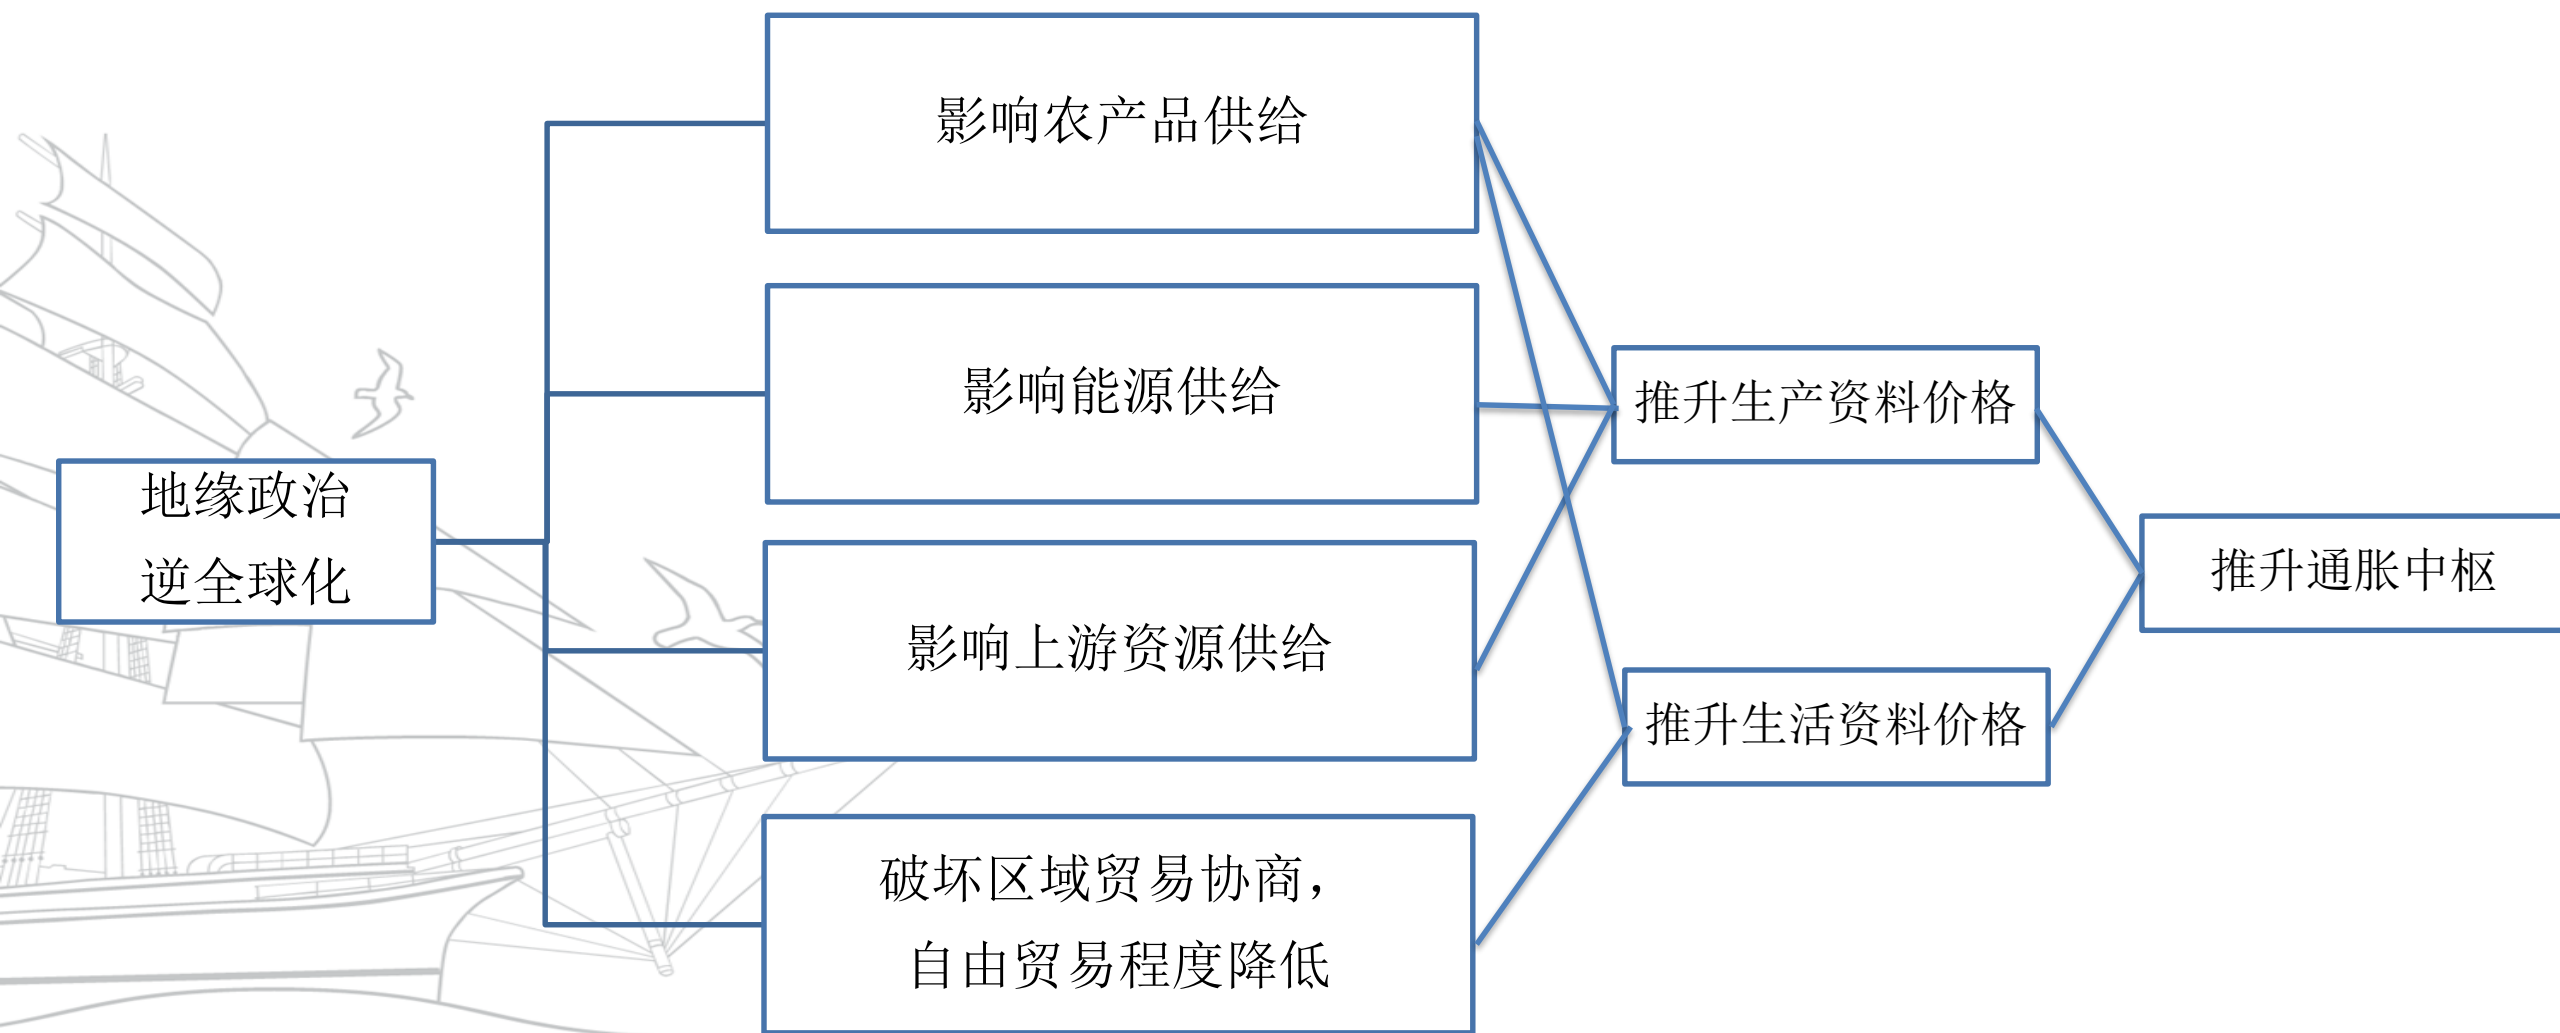 影响农产品供给
影响能源供给
推升生产资料价格
地缘政治
逆全球化
推升通胀中枢
影响上游资源供给
推升生活资料价格
破坏区域贸易协商，
自由贸易程度降低